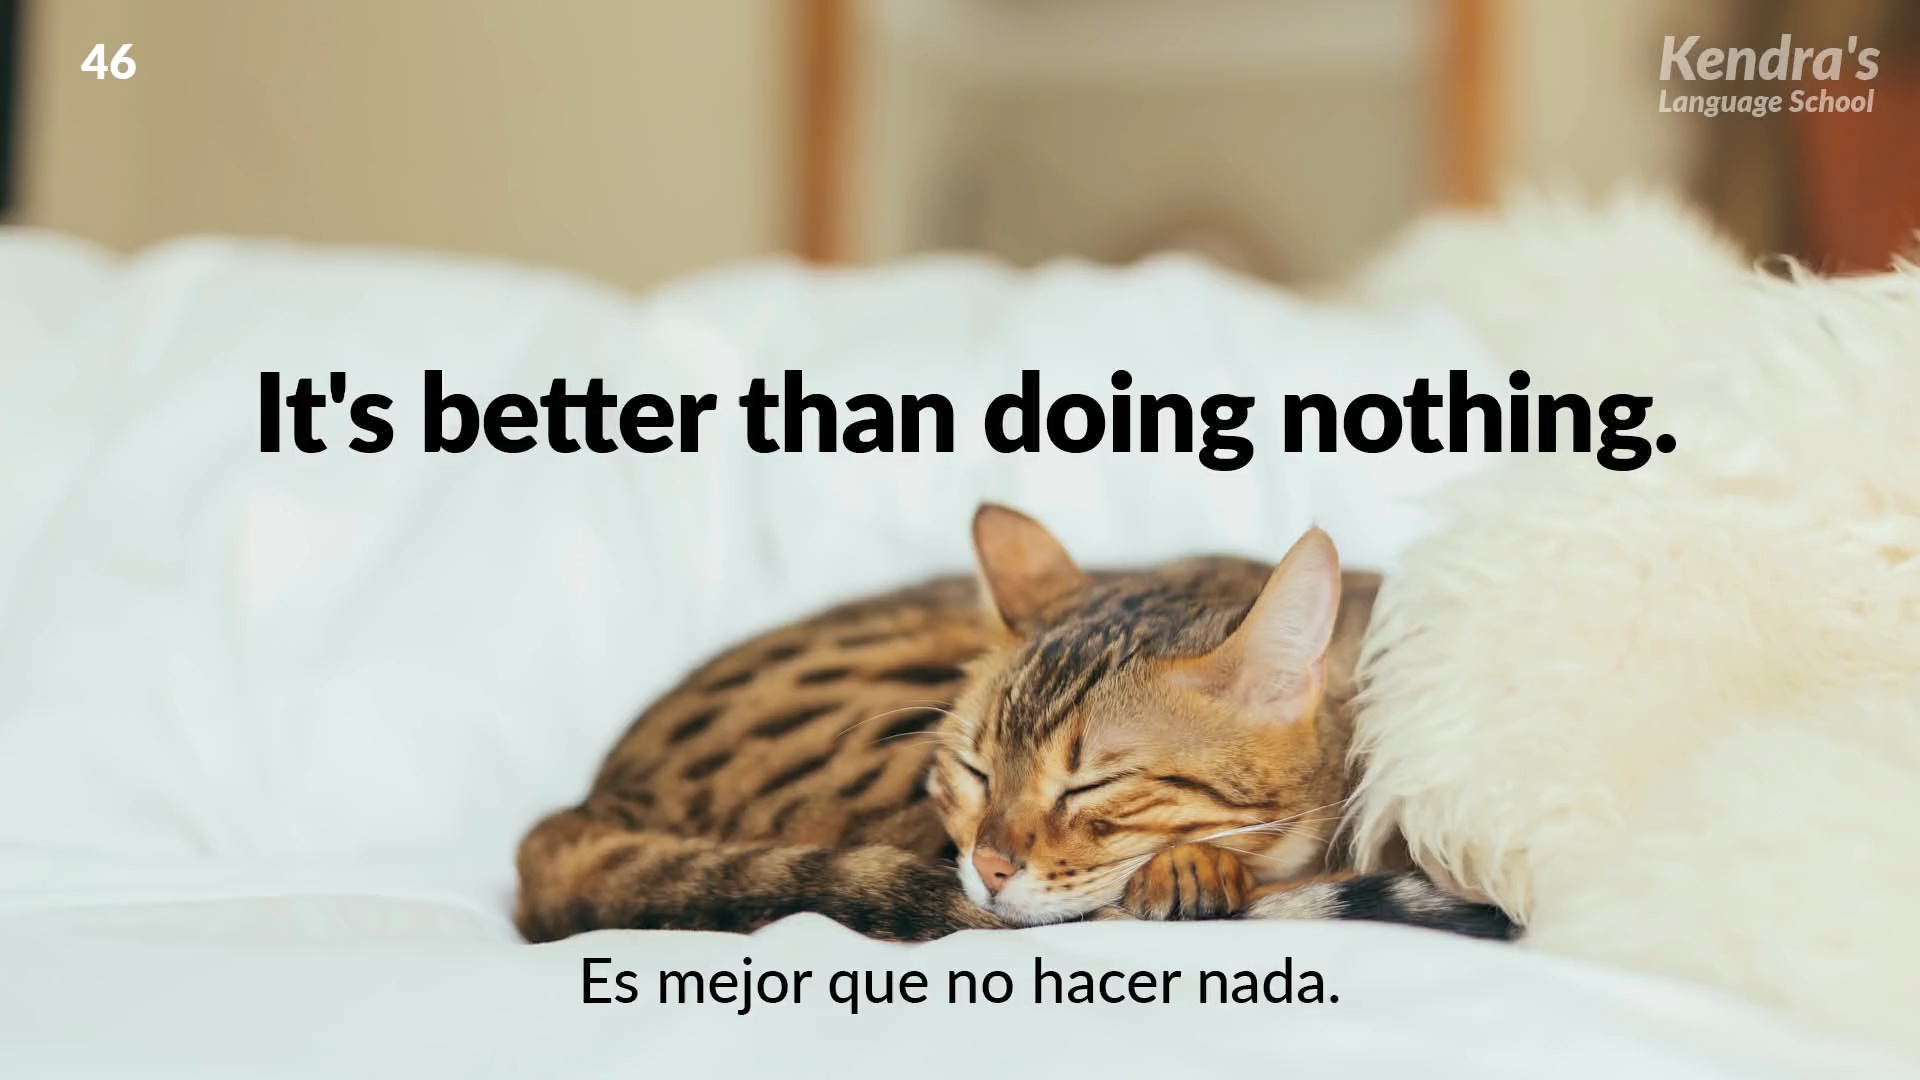 46
Kendra's
Language School
It's better than doing nothing.
Es mejor que no hacer nada.